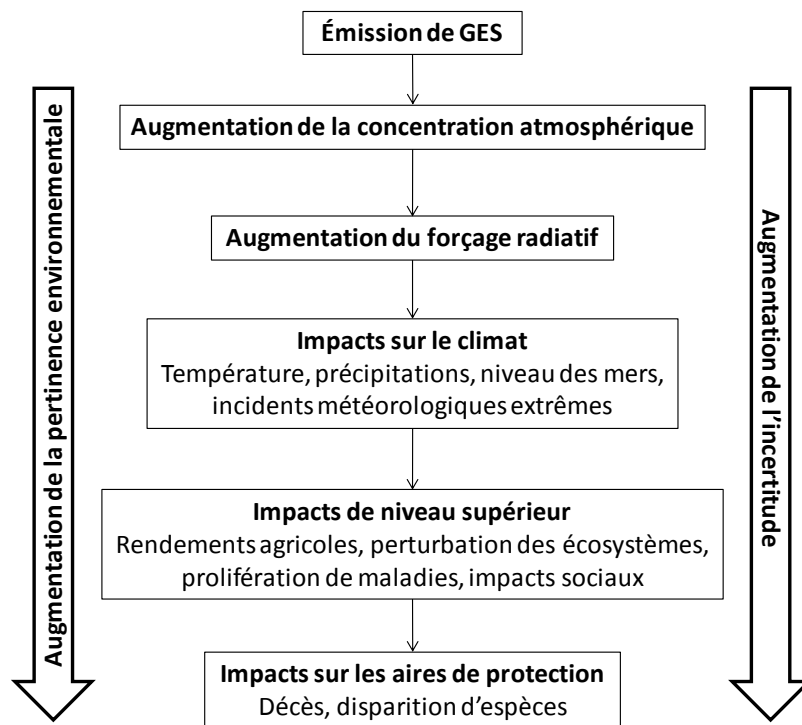 Émission de GES
Augmentation de la concentration atmosphérique
Augmentation du forçage radiatif
Impacts sur le climat
Température, précipitations, niveau des mers,
incidents météorologiques extrêmes
Impacts de niveau supérieur
Rendements agricoles, perturbation des écosystèmes,
prolifération de maladies, impacts sociaux
Impacts sur les aires de protection
Décès, disparition d'espèces
Augmentation de la pertinence environnementale
Augmentation de l'incertitude